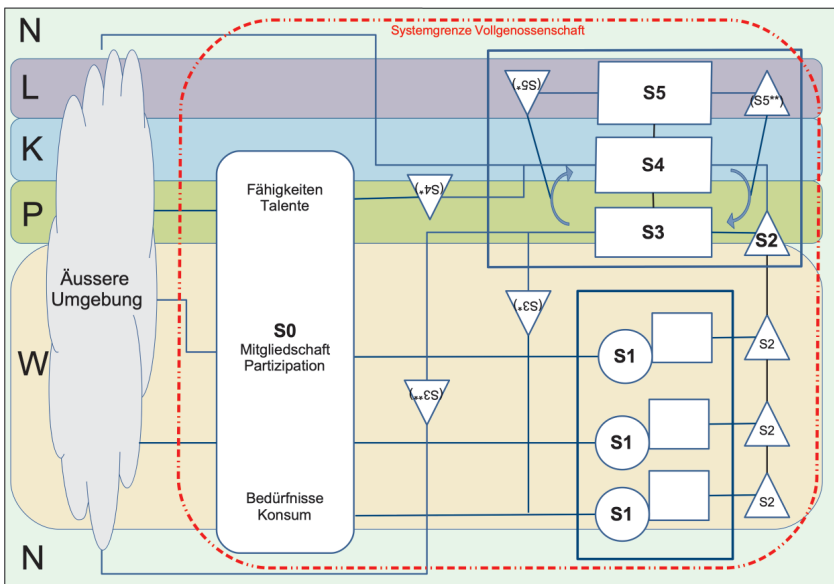 N
Systemgrenze Vollgenossenschaft
L
(S5*)
S5
(S5**)
K
S4
P
Fähigkeiten
Talente
(S4*)
S3
S2
Äussere
Umgebung
(S3*)
W
S0
Mitgliedschaft
Partizipation
S1
S2
(S3**)
S1
S2
Bedürfnisse
Konsum
S1
S2
N